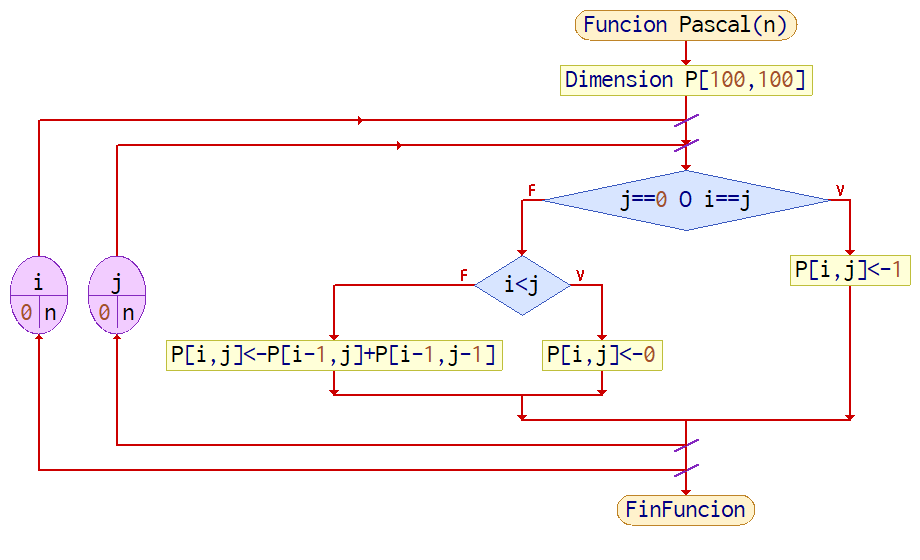 Funcion Pascal(n)
Dimension P[100,100]
F
j==0 O i==j
V
i
0 n
j
0 n
F
i<j
V
P[i,j]<-1
P[i,j]<-P[i-1,j]+P[i-1,j-1]
P[i,j]<-0
FinFuncion